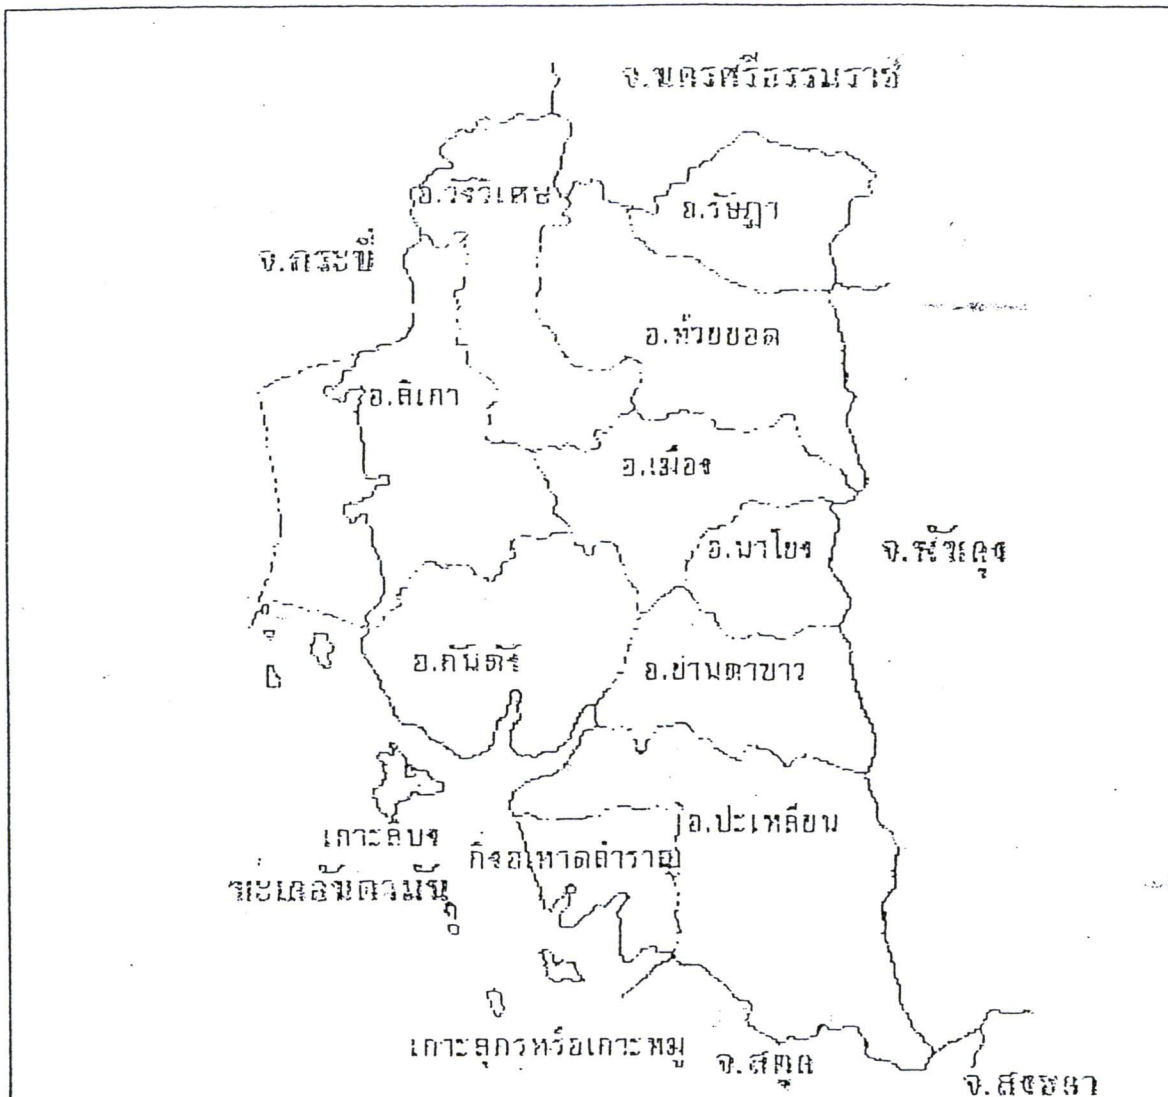 จ.นครศรีธรรมราช
อ.วังวิเศษ
อ.รัษฎา
จ.กระบี่
อ.ห้วยยอด
อ.สิเกา
อ.เมือง
อ.นาโยง
จ.พัทลุง
อ.กันตัง
อ.ย่านตาขาว
อ.ปะเหลียน
เกาะลิบง
กิ่งอ.หาดสำราญ
ทะเลอันดามัน
เกาะสุกรหรือเกาะหมู
จ.สตูล
จ.สงขลา